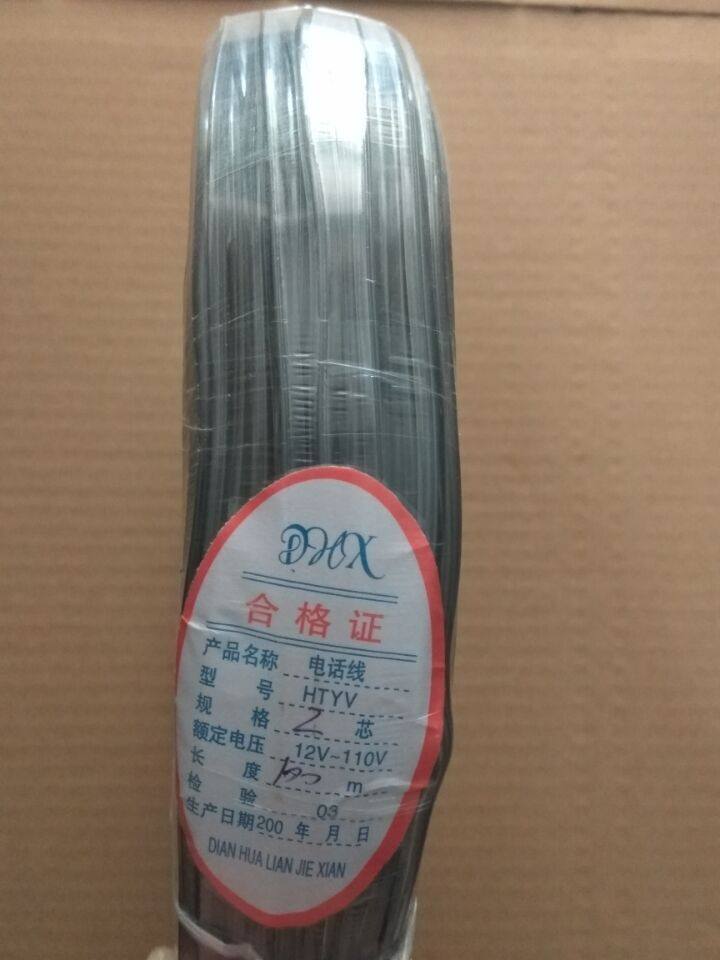 DHX
合格证
产品名称 电话线
型 号 HTYV
规 格 2 芯
额定电压 12V~110V
长 度 100 m
检 验 03
生产日期200 年 月 日
DIAN HUA LIAN JIE XIAN